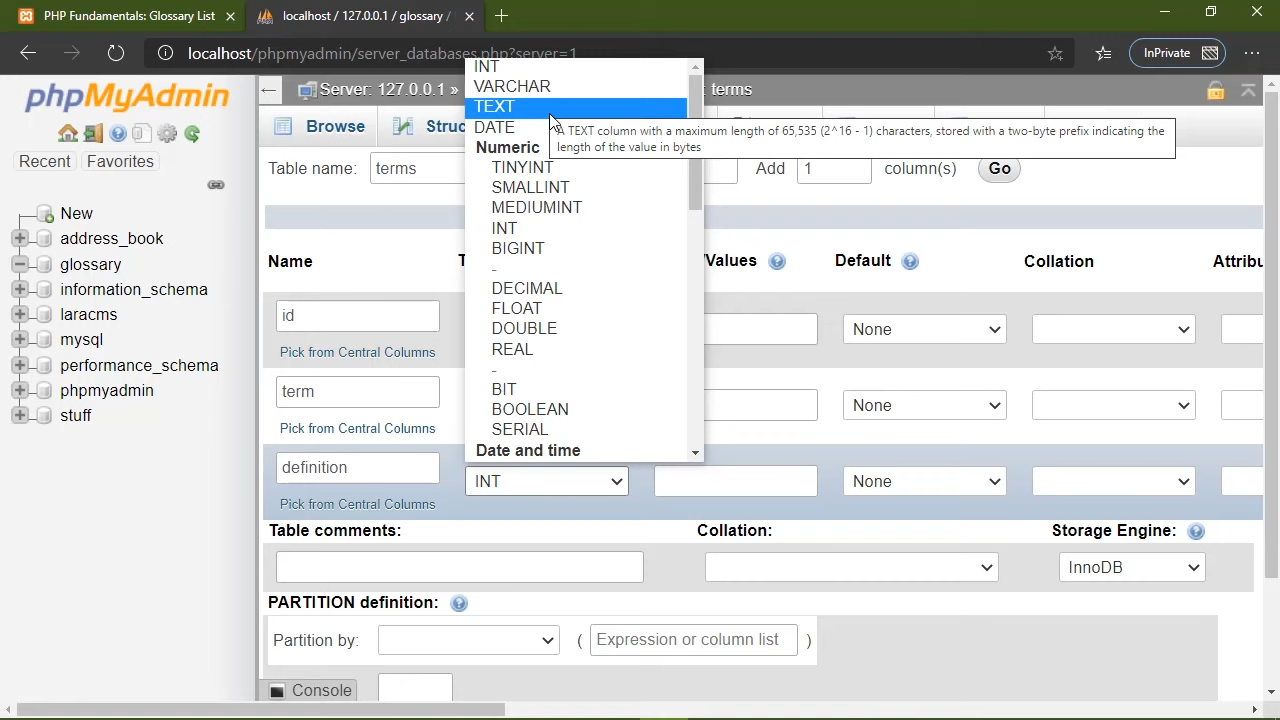 PHP Fundamentals: Glossary List
localhost / 127.0.0.1 / glossary /
InPrivate
localhost/phpmyadmin/server_databases.php?server=1
phpMyAdmin
Recent
Favorites
New
address_book
glossary
information_schema
laracms
mysql
performance_schema
phpmyadmin
stuff
Server: 127.0.0.1 »
terms
Browse
Struc
Table name:
terms
Add
1
column(s)
Go
Name
T
/Values
Default
Collation
Attribu
id
Pick from Central Columns
None
term
Pick from Central Columns
None
definition
Pick from Central Columns
INT
None
INT
VARCHAR
TEXT
DATE
Numeric
TINYINT
SMALLINT
MEDIUMINT
INT
BIGINT
-
DECIMAL
FLOAT
DOUBLE
REAL
-
BIT
BOOLEAN
SERIAL
Date and time
A TEXT column with a maximum length of 65,535 (2^16 - 1) characters, stored with a two-byte prefix indicating the
length of the value in bytes
Table comments:
Collation:
Storage Engine:
InnoDB
PARTITION definition:
Partition by:
(
Expression or column list
)
Console